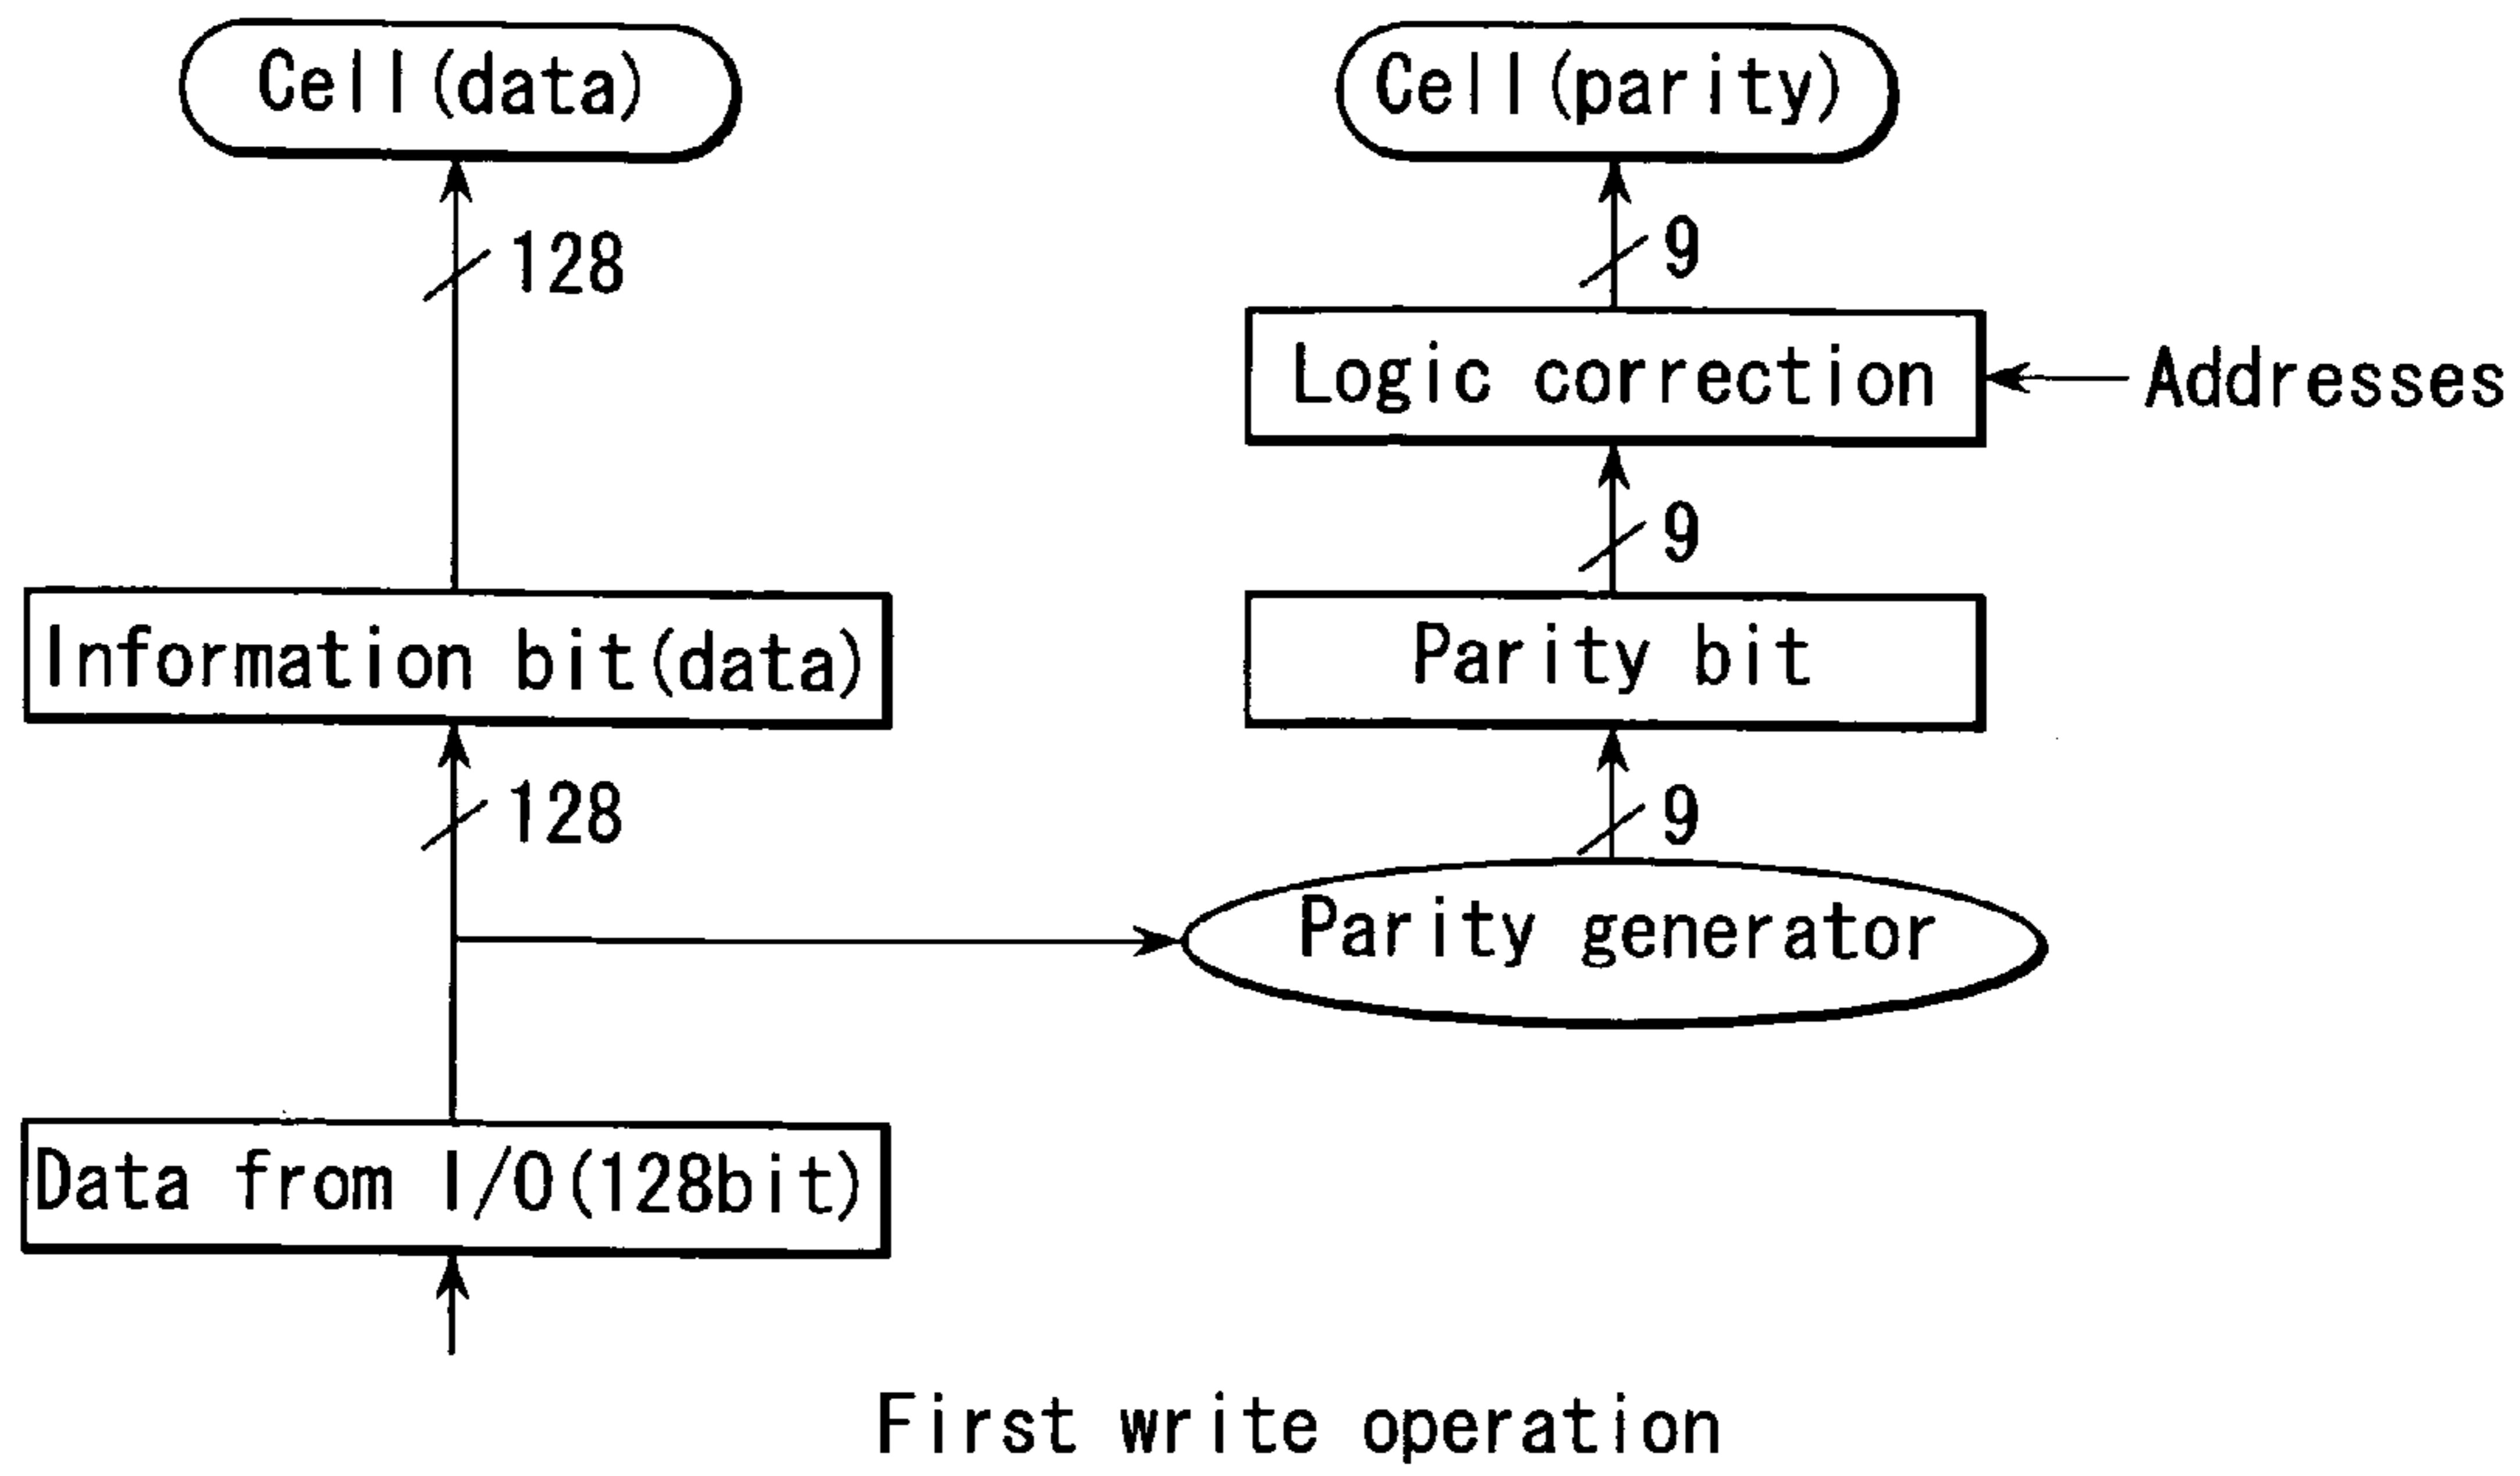 Cell(data)
Cell(parity)
128
9
Logic correction
Addresses
9
Information bit(data)
Parity bit
128
9
Parity generator
Data from I/O(128bit)
First write operation